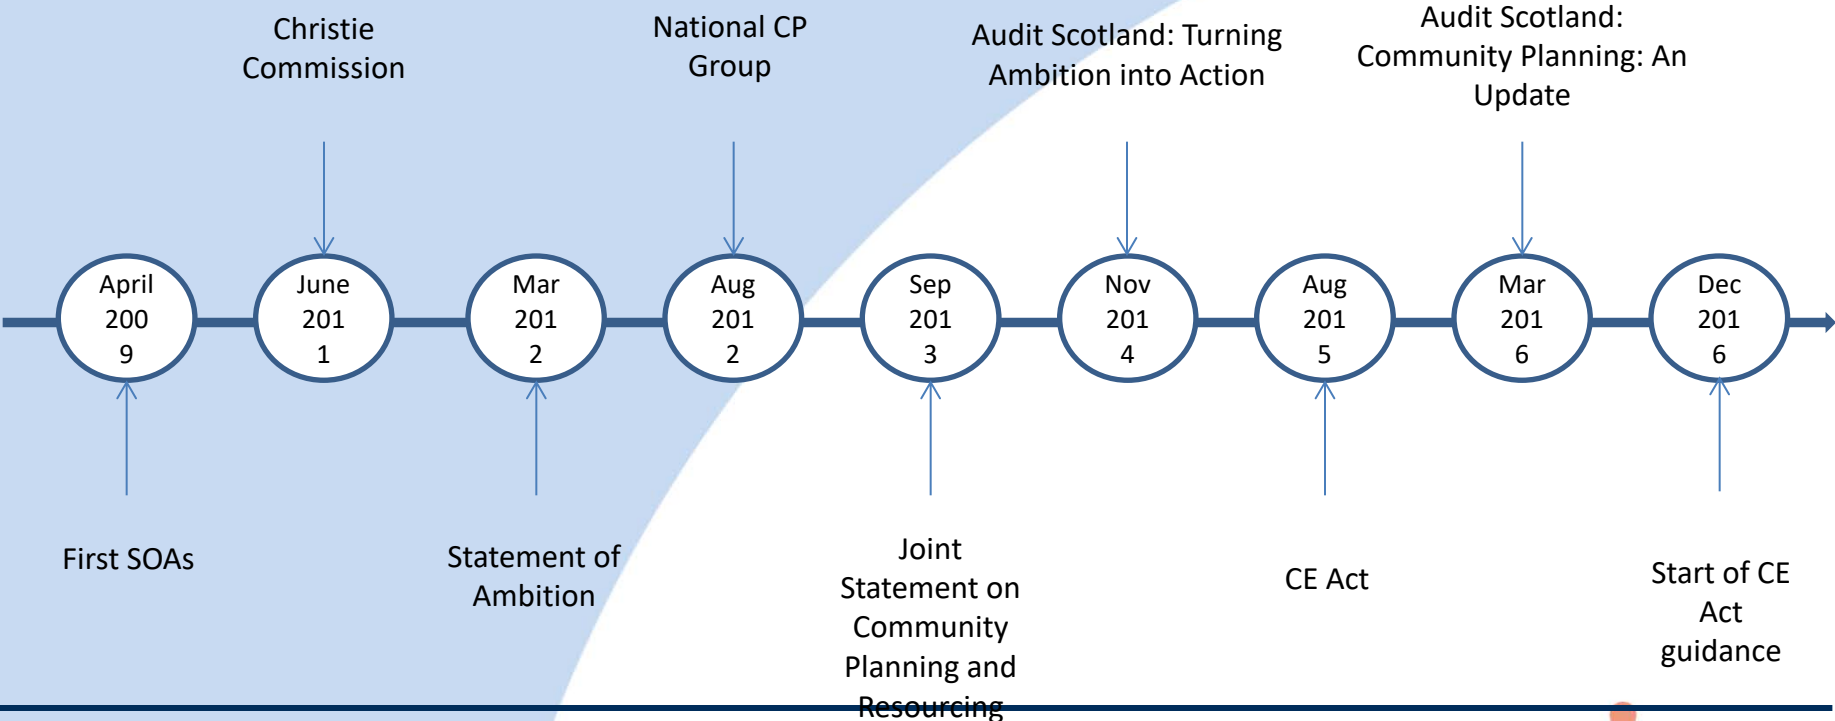 Christie
Commission
National CP
Group
Audit Scotland: Turning
Ambition into Action
Audit Scotland:
Community Planning: An
Update
April
200
9
June
201
1
Mar
201
2
Aug
201
2
Sep
201
3
Nov
201
4
Aug
201
5
Mar
201
6
Dec
201
6
First SOAs
Statement of
Ambition
Joint
Statement on
Community
Planning and
Resourcing
CE Act
Start of CE
Act
guidance